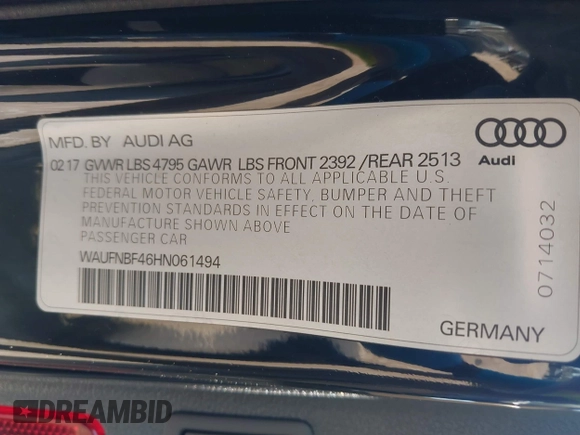 MFD. BY AUDI AG
02 17 GVWR LBS 4795 GAWR LBS FRONT 2392 /REAR 2513
THIS VEHICLE CONFORMS TO ALL APPLICABLE U.S.
FEDERAL MOTOR VEHICLE SAFETY, BUMPER AND THEFT
PREVENTION STANDARDS IN EFFECT ON THE DATE OF
MANUFACTURE SHOWN ABOVE
PASSENGER CAR
WAUFNBF46HN061494
Audi
0714032
GERMANY
DREAMBID